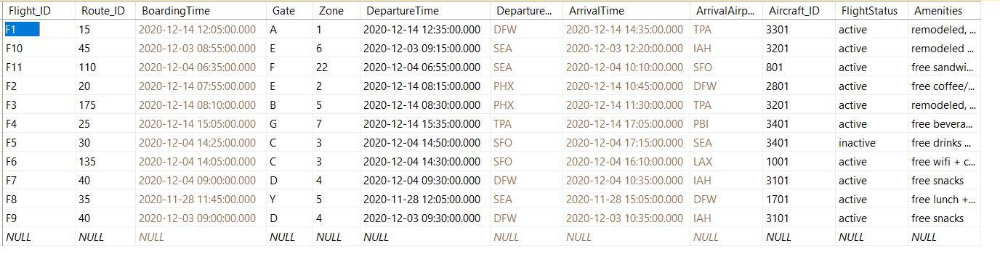 Flight_ID Route_ID BoardingTime Gate Zone DepartureTime Departure... ArrivalTime ArrivalAirp... Aircraft_ID FlightStatus Amenities
F1 15 2020-12-14 12:05:00.000 A 1 2020-12-14 12:35:00.000 DFW 2020-12-14 14:35:00.000 TPA 3301 active remodeled, ...
F10 45 2020-12-03 08:55:00.000 E 6 2020-12-03 09:15:00.000 SEA 2020-12-03 12:20:00.000 IAH 3201 active remodeled ...
F11 110 2020-12-04 06:35:00.000 F 22 2020-12-04 06:55:00.000 SEA 2020-12-04 10:10:00.000 SFO 801 active free sandwi...
F2 20 2020-12-14 07:55:00.000 E 2 2020-12-14 08:15:00.000 PHX 2020-12-14 10:45:00.000 DFW 2801 active free coffee/...
F3 175 2020-12-14 08:10:00.000 B 5 2020-12-14 08:30:00.000 PHX 2020-12-14 11:30:00.000 TPA 3201 active remodeled, ...
F4 25 2020-12-14 15:05:00.000 G 7 2020-12-14 15:35:00.000 TPA 2020-12-14 17:05:00.000 PBI 3401 active free bevera...
F5 30 2020-12-04 14:25:00.000 C 3 2020-12-04 14:50:00.000 SFO 2020-12-04 17:15:00.000 SEA 3401 inactive free drinks ...
F6 135 2020-12-04 14:05:00.000 C 3 2020-12-04 14:30:00.000 SFO 2020-12-04 16:10:00.000 LAX 1001 active free wifi + c...
F7 40 2020-12-04 09:00:00.000 D 4 2020-12-04 09:30:00.000 DFW 2020-12-04 10:35:00.000 IAH 3101 active free snacks
F8 35 2020-11-28 11:45:00.000 Y 5 2020-11-28 12:05:00.000 SEA 2020-11-28 15:05:00.000 DFW 1701 active free lunch +...
F9 40 2020-12-03 09:00:00.000 D 4 2020-12-03 09:30:00.000 DFW 2020-12-03 10:35:00.000 IAH 3101 active free snacks
NULL NULL NULL NULL NULL NULL NULL NULL NULL NULL NULL NULL